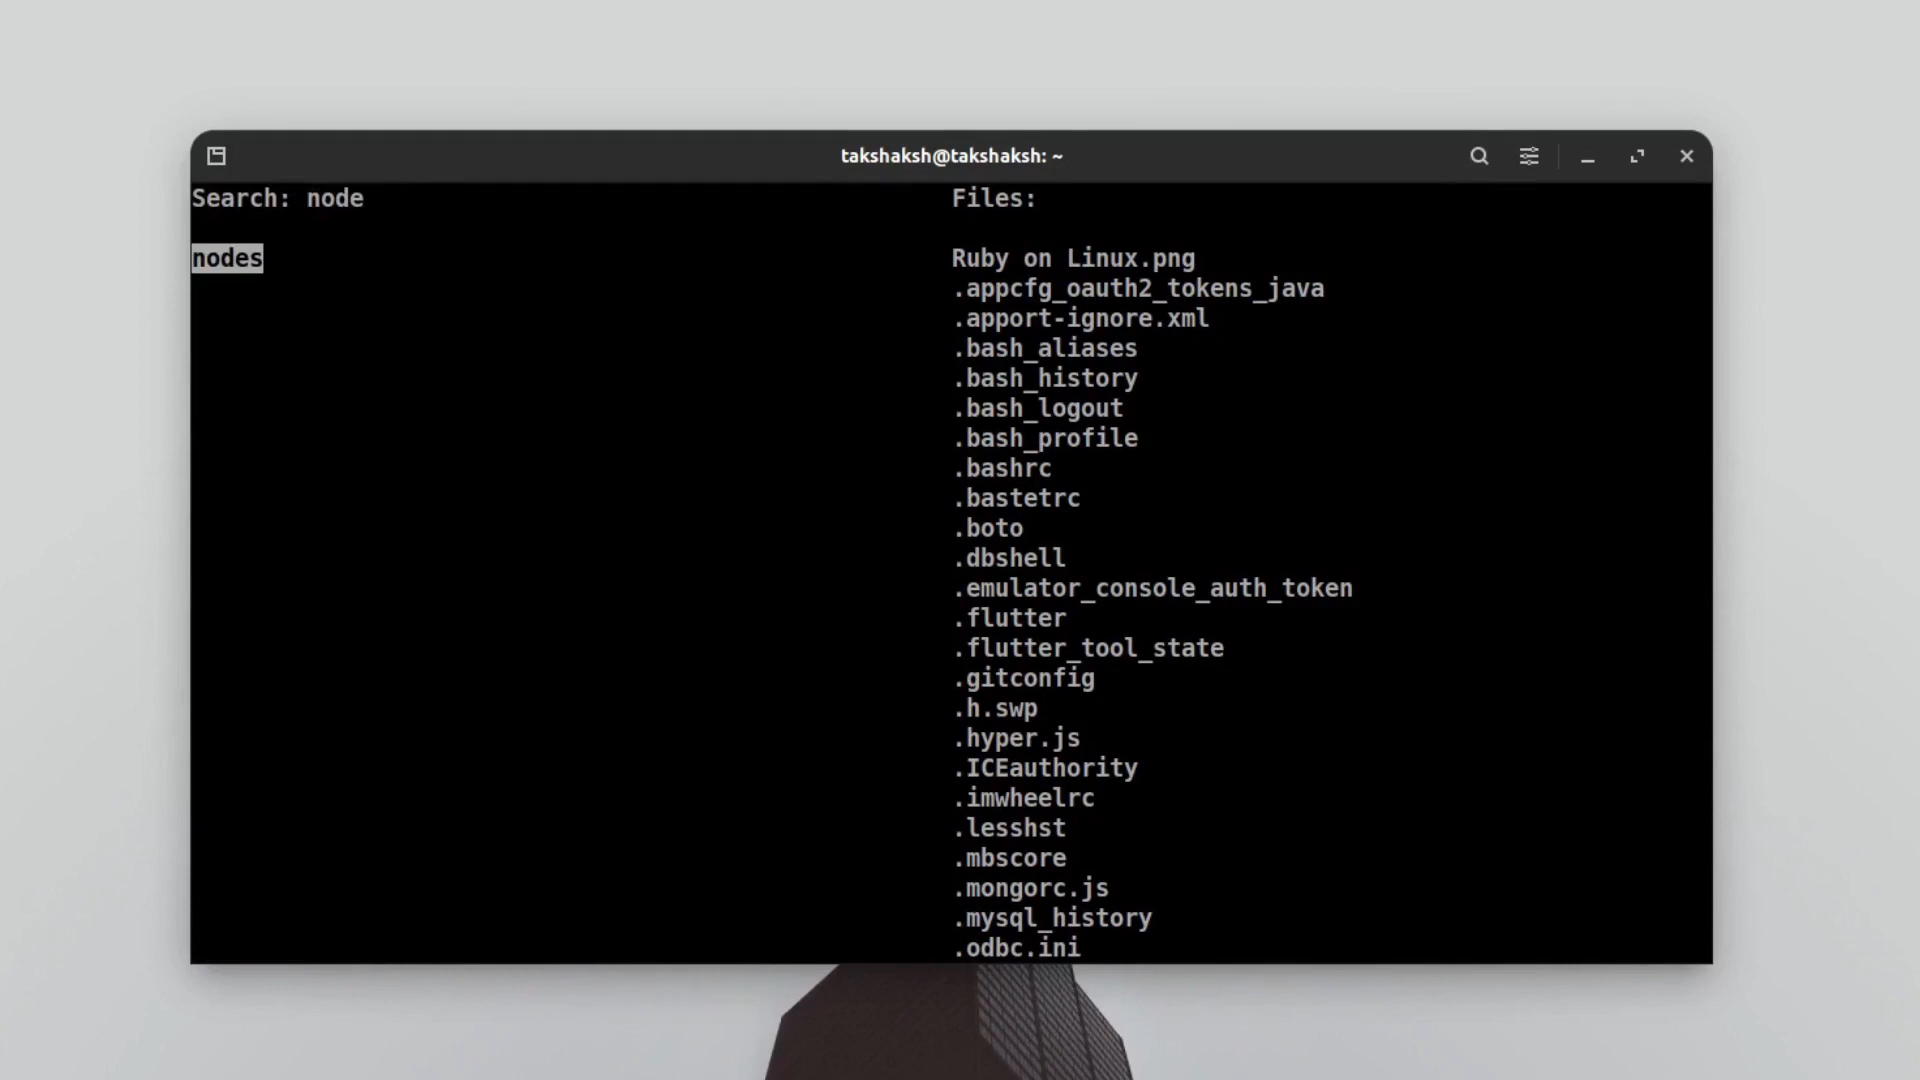 takshaksh@takshaksh: ~
Search: node
nodes
Files:
Ruby on Linux.png
.appcfg_oauth2_tokens_java
.apport-ignore.xml
.bash_aliases
.bash_history
.bash_logout
.bash_profile
.bashrc
.bastetrc
.boto
.dbshell
.emulator_console_auth_token
.flutter
.flutter_tool_state
.gitconfig
.h.swp
.hyper.js
.ICEauthority
.imwheelrc
.lesshst
.mbscore
.mongorc.js
.mysql_history
.odbc.ini